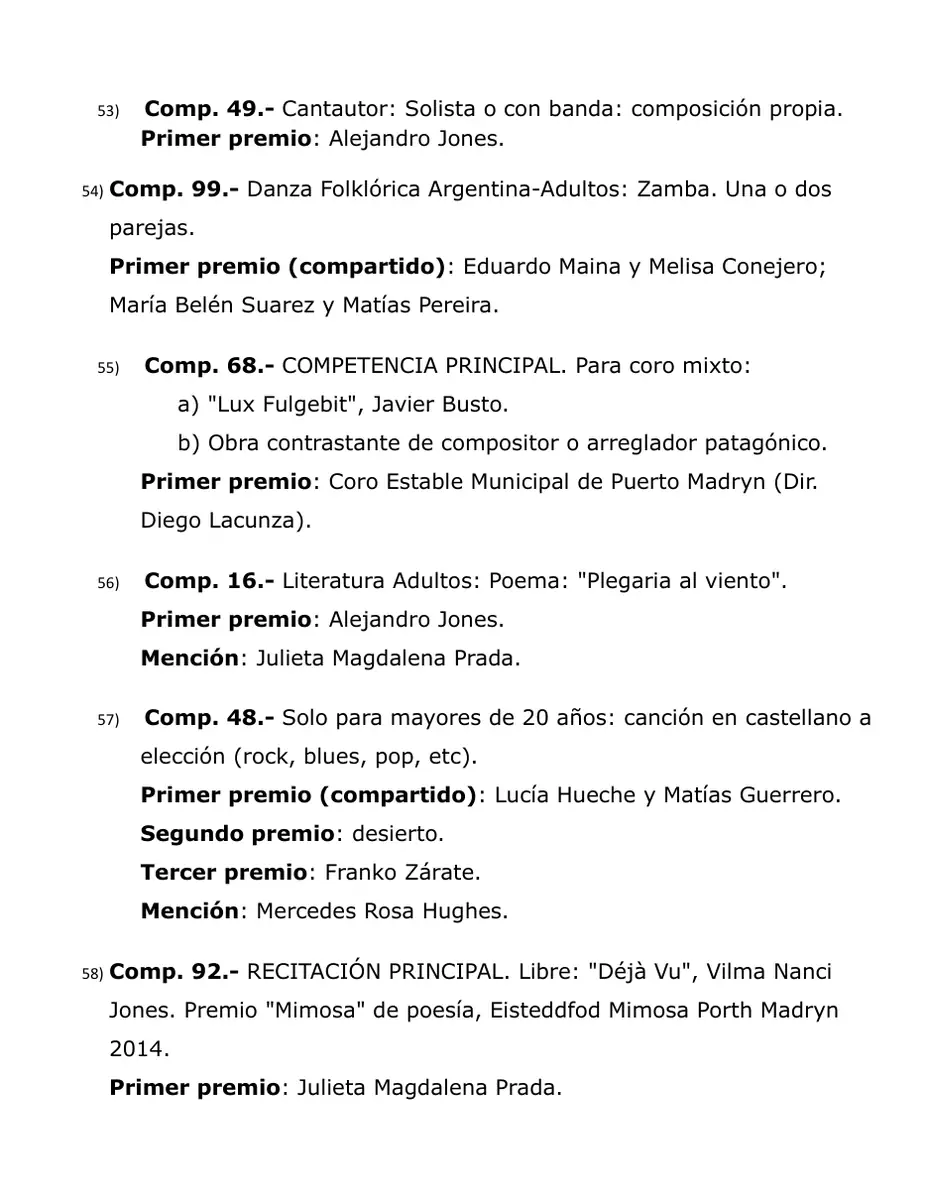 53) Comp. 49.- Cantautor: Solista o con banda: composición propia.
Primer premio: Alejandro Jones.
54) Comp. 99.- Danza Folklórica Argentina-Adultos: Zamba. Una o dos
parejas.
Primer premio (compartido): Eduardo Maina y Melisa Conejero;
María Belén Suarez y Matías Pereira.
55) Comp. 68.- COMPETENCIA PRINCIPAL. Para coro mixto:
a) "Lux Fulgebit", Javier Busto.
b) Obra contrastante de compositor o arreglador patagónico.
Primer premio: Coro Estable Municipal de Puerto Madryn (Dir.
Diego Lacunza).
56) Comp. 16.- Literatura Adultos: Poema: "Plegaria al viento".
Primer premio: Alejandro Jones.
Mención: Julieta Magdalena Prada.
57) Comp. 48.- Solo para mayores de 20 años: canción en castellano a
elección (rock, blues, pop, etc).
Primer premio (compartido): Lucía Hueche y Matías Guerrero.
Segundo premio: desierto.
Tercer premio: Franko Zárate.
Mención: Mercedes Rosa Hughes.
58) Comp. 92.- RECITACIÓN PRINCIPAL. Libre: "Déjà Vu", Vilma Nanci
Jones. Premio "Mimosa" de poesía, Eisteddfod Mimosa Porth Madryn
2014.
Primer premio: Julieta Magdalena Prada.